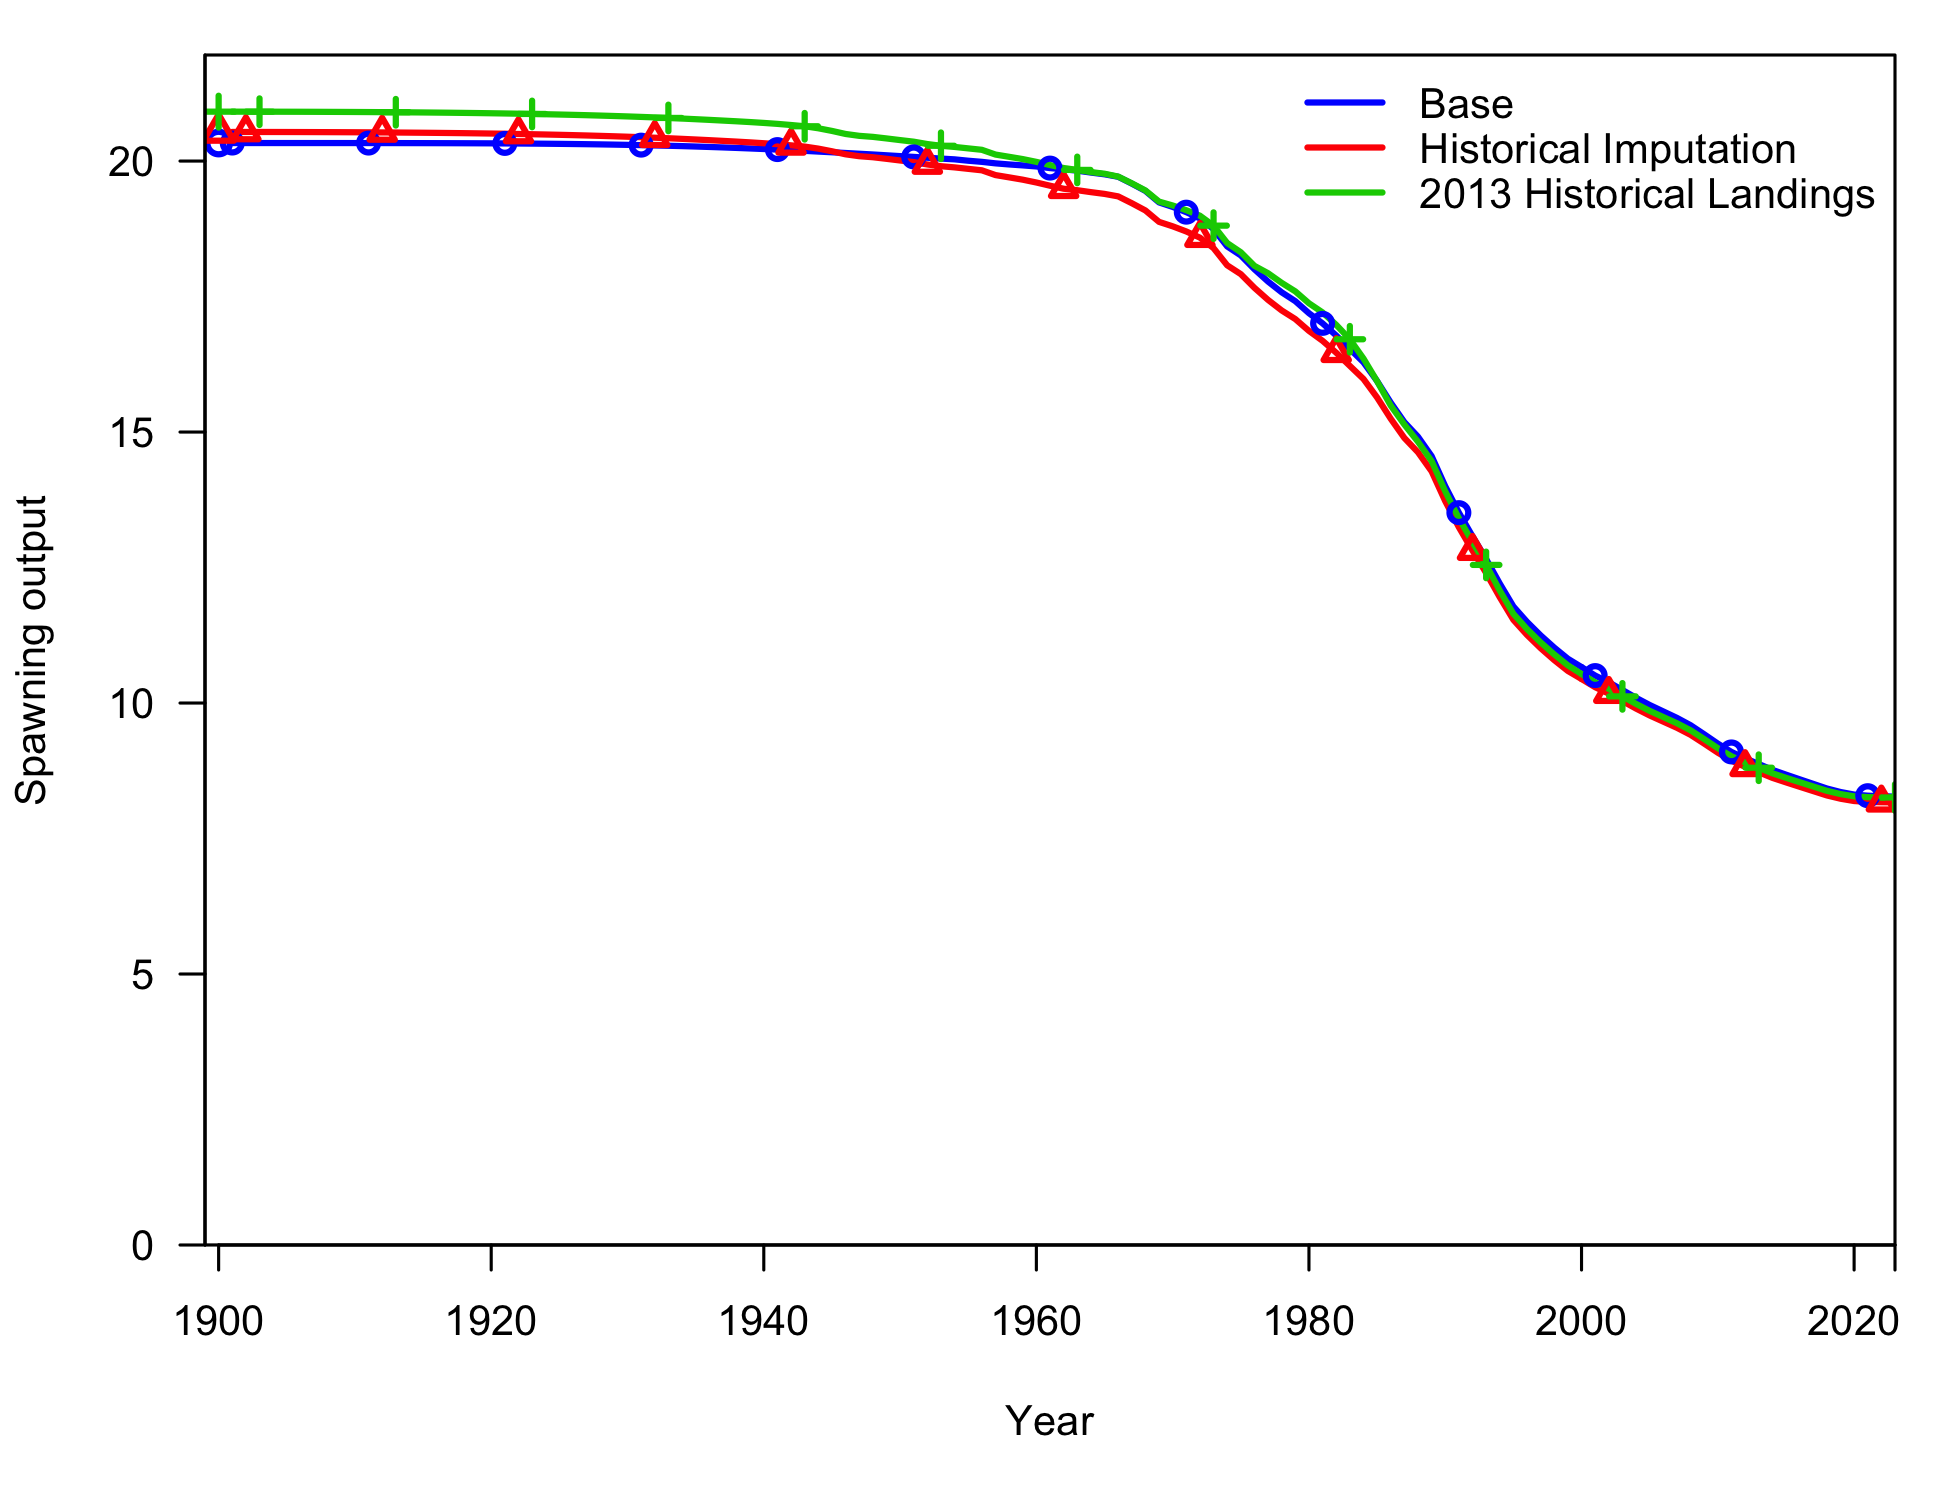 Base
Historical Imputation
2013 Historical Landings
Spawning output
20
15
10
5
0
1900 1920 1940 1960 1980 2000 2020
Year